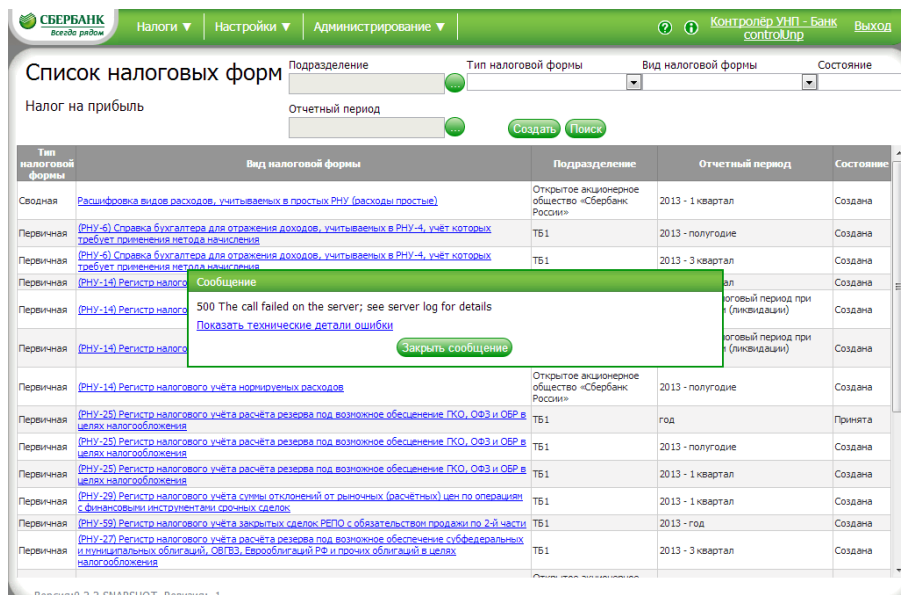 СБЕРБАНК
Всегда рядом
Налоги ▼
Настройки ▼
Администрирование ▼
Контролёр УНП - Банк
controlUnp
Выход
Список налоговых форм
Налог на прибыль
Подразделение
Тип налоговой формы
Вид налоговой формы
Состояние
Отчетный период
Создать
Поиск
Тип
налоговой
формы
Вид налоговой формы
Подразделение
Отчетный период
Состояние
Сводная
Расшифровка видов расходов, учитываемых в простых РНУ (расходы простые)
Открытое акционерное
общество «Сбербанк
России»
2013 - 1 квартал
Создана
Первичная
(РНУ-6) Справка бухгалтера для отражения доходов, учитываемых в РНУ-4, учёт которых
требует применения метода начисления
ТБ1
2013 - полугодие
Создана
Первичная
(РНУ-6) Справка бухгалтера для отражения доходов, учитываемых в РНУ-4, учёт которых
требует применения метода начисления
ТБ1
2013 - 3 квартал
Создана
Первичная
(РНУ-14) Регистр налого
ал
Создана
Первичная
(РНУ-14) Регистр налого
логовый период при
(ликвидации)
Создана
Первичная
(РНУ-14) Регистр налого
логовый период при
(ликвидации)
Создана
Сообщение
500 The call failed on the server; see server log for details
Показать технические детали ошибки
Закрыть сообщение
Первичная
(РНУ-14) Регистр налогового учёта нормируемых расходов
Открытое акционерное
общество «Сбербанк
России»
2013 - полугодие
Создана
Первичная
(РНУ-25) Регистр налогового учёта расчёта резерва под возможное обесценение ГКО, ОФЗ и ОБР в
целях налогообложения
ТБ1
год
Принята
Первичная
(РНУ-25) Регистр налогового учёта расчёта резерва под возможное обесценение ГКО, ОФЗ и ОБР в
целях налогообложения
ТБ1
2013 - полугодие
Создана
Первичная
(РНУ-25) Регистр налогового учёта расчёта резерва под возможное обесценение ГКО, ОФЗ и ОБР в
целях налогообложения
ТБ1
2013 - 1 квартал
Создана
Первичная
(РНУ-29) Регистр налогового учёта суммы отклонений от рыночных (расчётных) цен по операциям
с финансовыми инструментами срочных сделок
ТБ1
2013 - 1 квартал
Создана
Первичная
(РНУ-59) Регистр налогового учёта закрытых сделок РЕПО с обязательством продажи по 2-й части
ТБ1
2013 - год
Создана
Первичная
(РНУ-27) Регистр налогового учёта расчёта резерва под возможное обеспечение субфедеральных
и муниципальных облигаций, ОВГВЗ, Еврооблигаций РФ и прочих облигаций в целях
налогообложения
ТБ1
2013 - 3 квартал
Создана